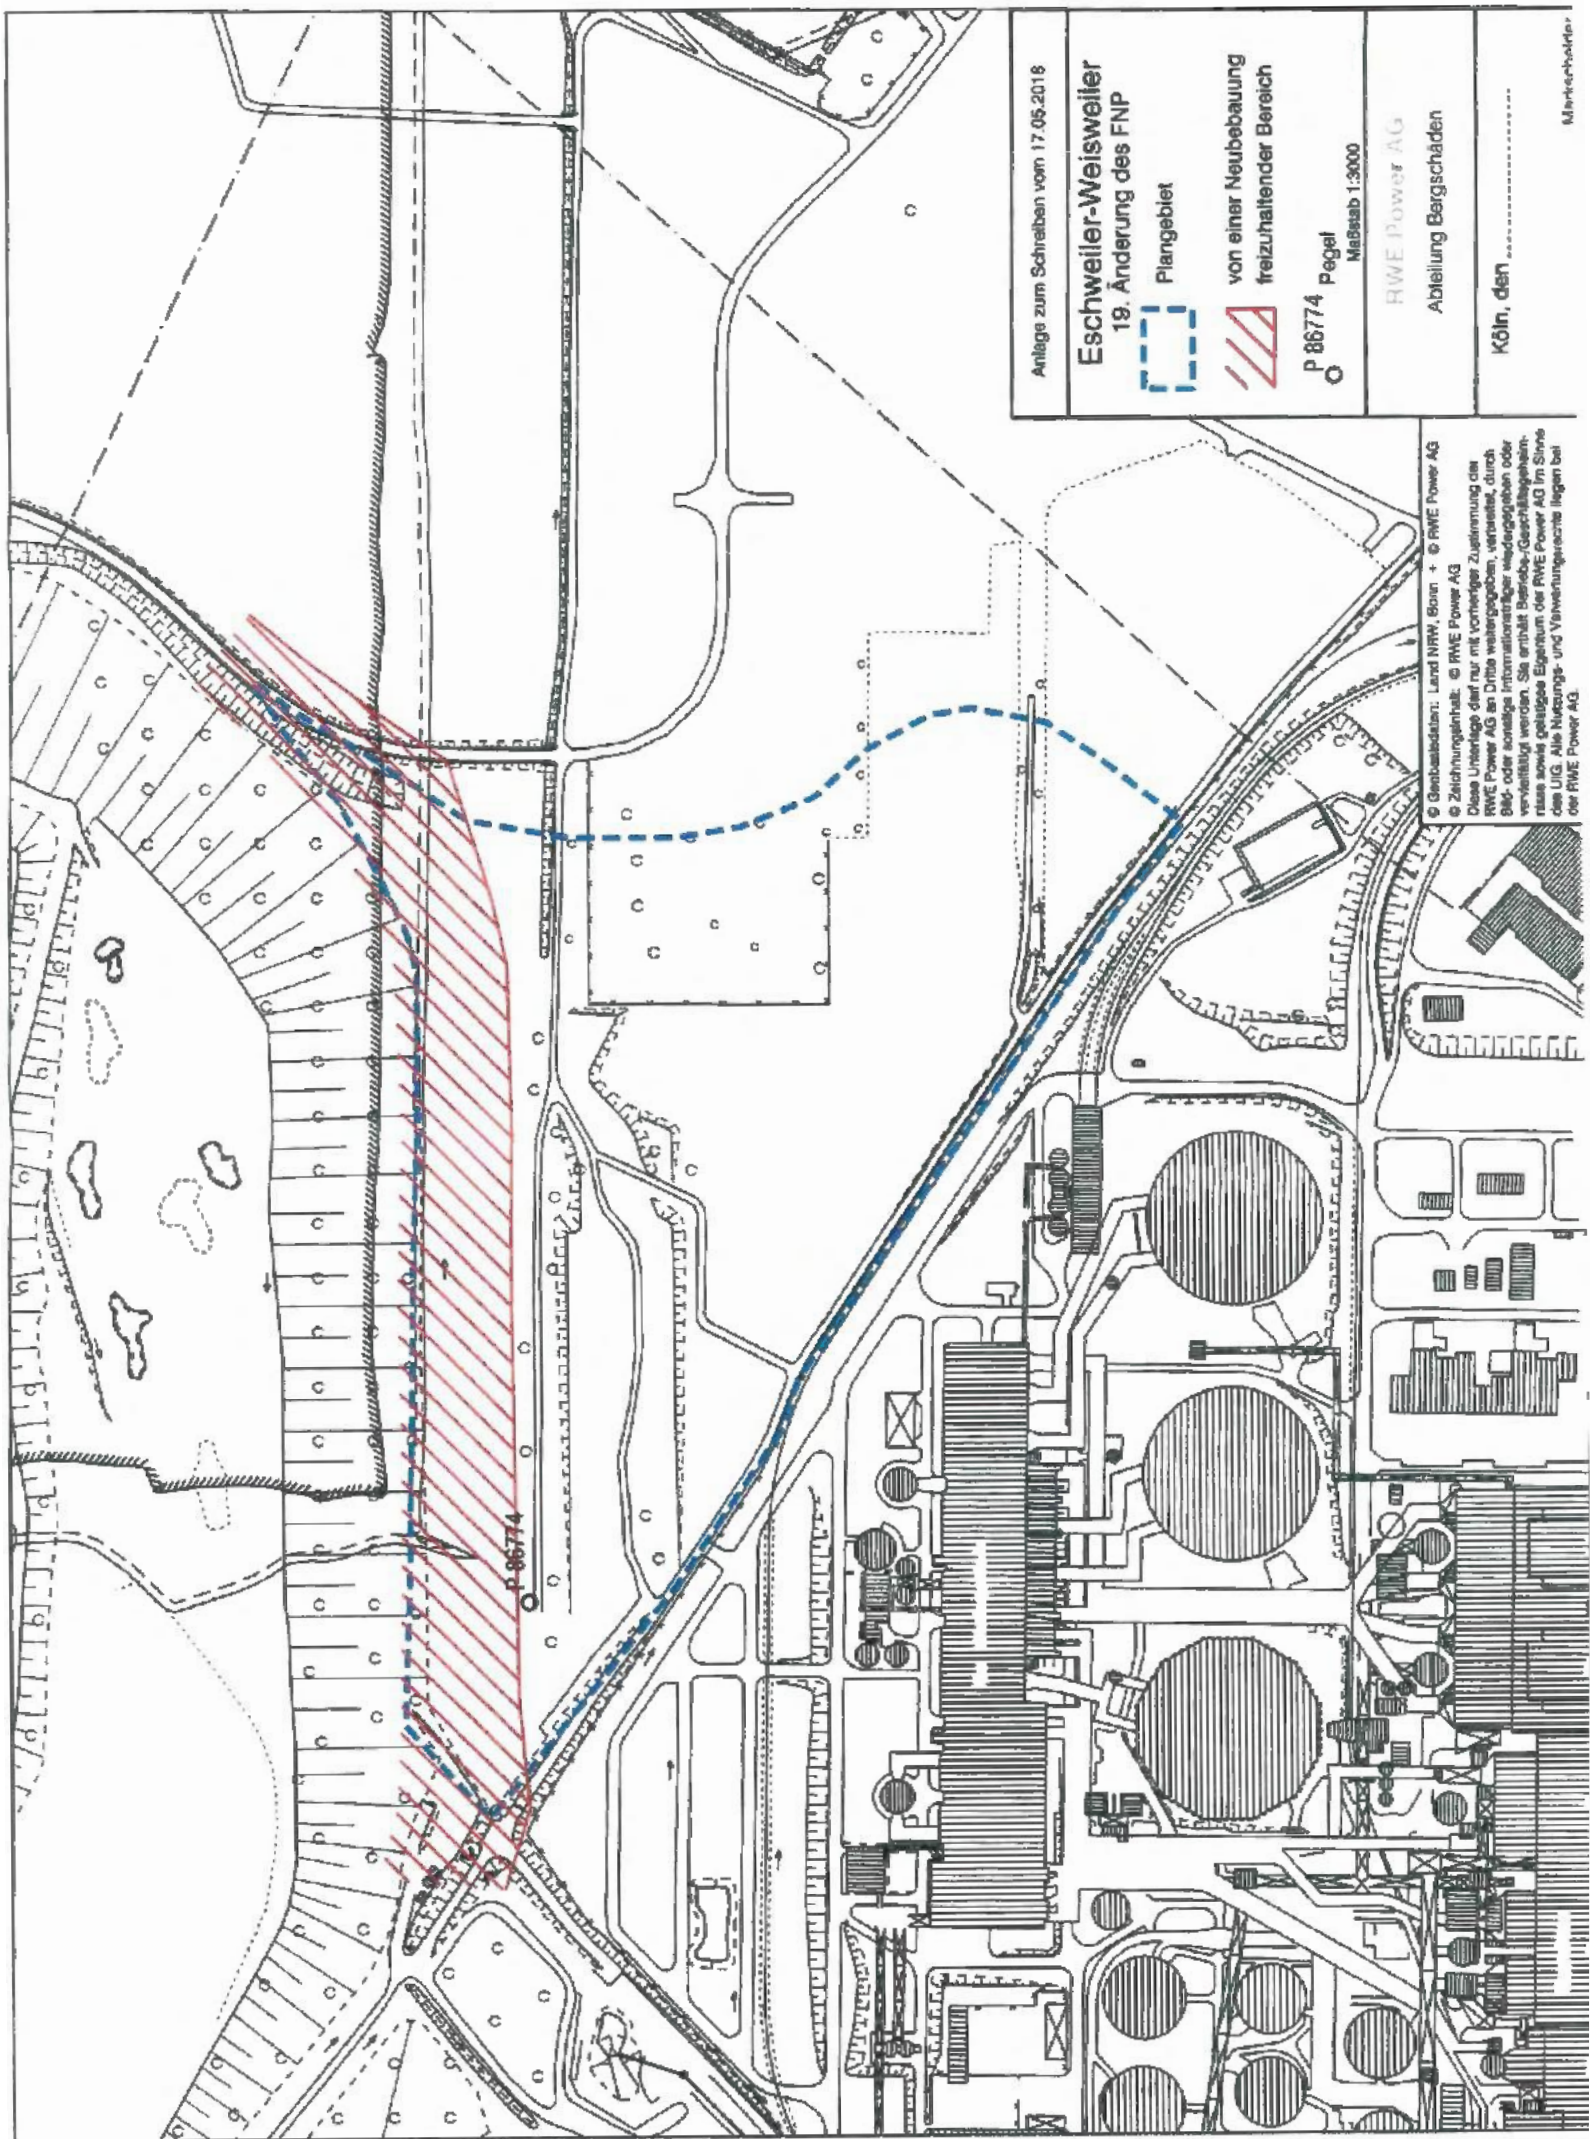 Anlage zum Schreiben vom 17.05.2018
Eschweiler-Weisweiler
19. Änderung des FNP
Plangebiet
von einer Neubebauung
freizuhaltender Bereich
P 86774
Pegel
Maßstab 1:3000
RWE Power AG
Abteilung Bergschäden
Köln, den
Markscheider
© Geobasisdaten: Land NRW, Bonn + © RWE Power AG
© Zeichnungsinhalt: © RWE Power AG
Diese Unterlage darf nur mit vorheriger Zustimmung der
RWE Power AG an Dritte weitergegeben, verbreitet, durch
Bild- oder sonstige Informationsträger wiedergegeben oder
vervielfältigt werden. Sie enthält Betriebs-/Geschäftsgeheim-
nisse sowie geistiges Eigentum der RWE Power AG im Sinne
des UIG. Alle Nutzungs- und Verwertungsrechte liegen bei
der RWE Power AG.
P 86774